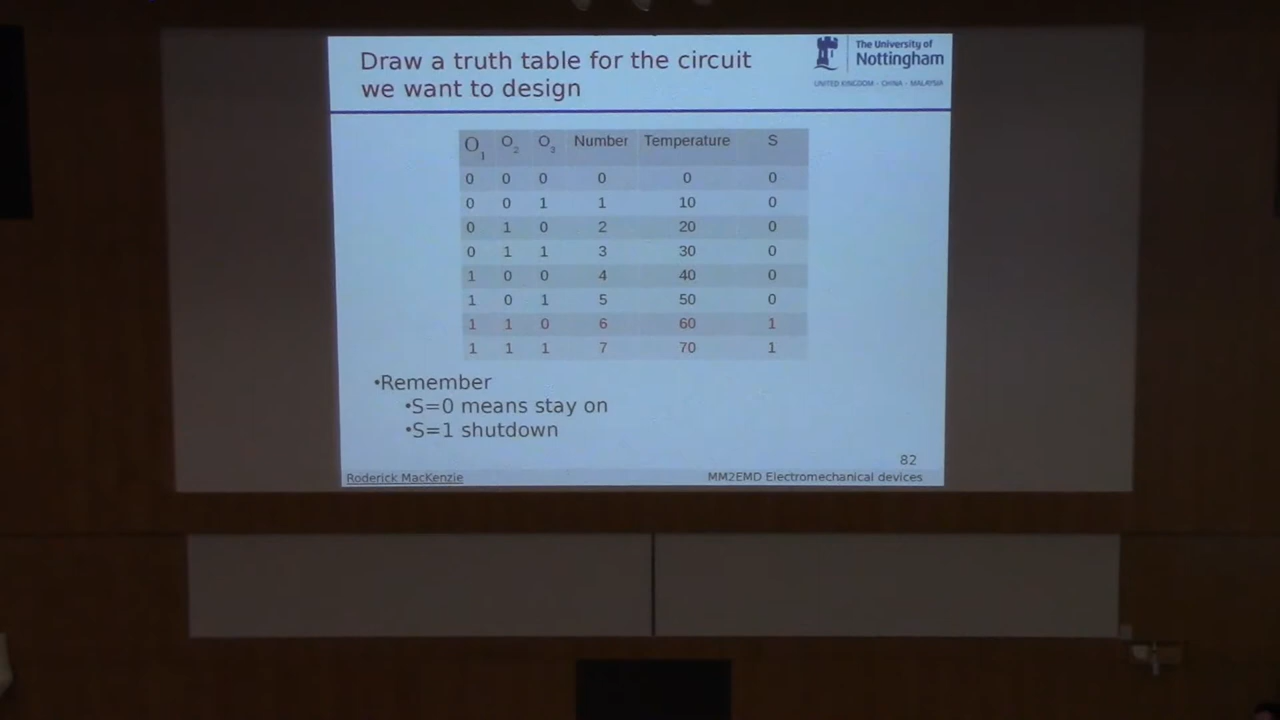 Draw a truth table for the circuit
we want to design
The University of
Nottingham
UNITED KINGDOM - CHINA - MALAYSIA
O1 O2 O3 Number Temperature S
0 0 0 0 0 0
0 0 1 1 10 0
0 1 0 2 20 0
0 1 1 3 30 0
1 0 0 4 40 0
1 0 1 5 50 0
1 1 0 6 60 1
1 1 1 7 70 1
•Remember
•S=0 means stay on
•S=1 shutdown
82
Roderick MacKenzie MM2EMD Electromechanical devices